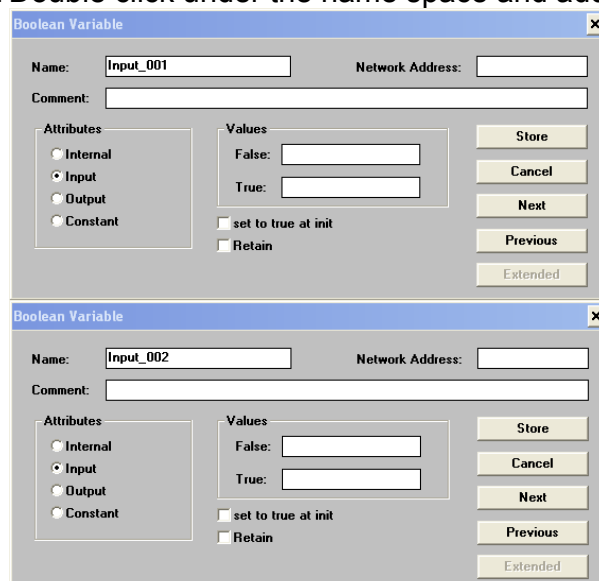 Double-click under the name space and add
Boolean Variable
Name: Input_001 Network Address:
Comment:
Attributes Values
Internal False: Store
Input True: Cancel
Output set to true at init Next
Constant Retain Previous
Extended
Boolean Variable
Name: Input_002 Network Address:
Comment:
Attributes Values
Internal False: Store
Input True: Cancel
Output set to true at init Next
Constant Retain Previous
Extended